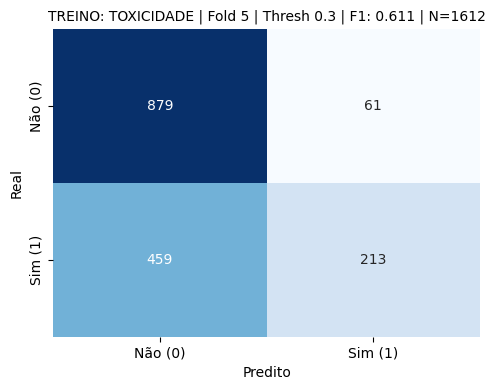 TREINO: TOXICIDADE | Fold 5 | Thresh 0.3 | F1: 0.611 | N=1612
Real
Não (0)
879
61
Sim (1)
459
213
Não (0)
Sim (1)
Predito